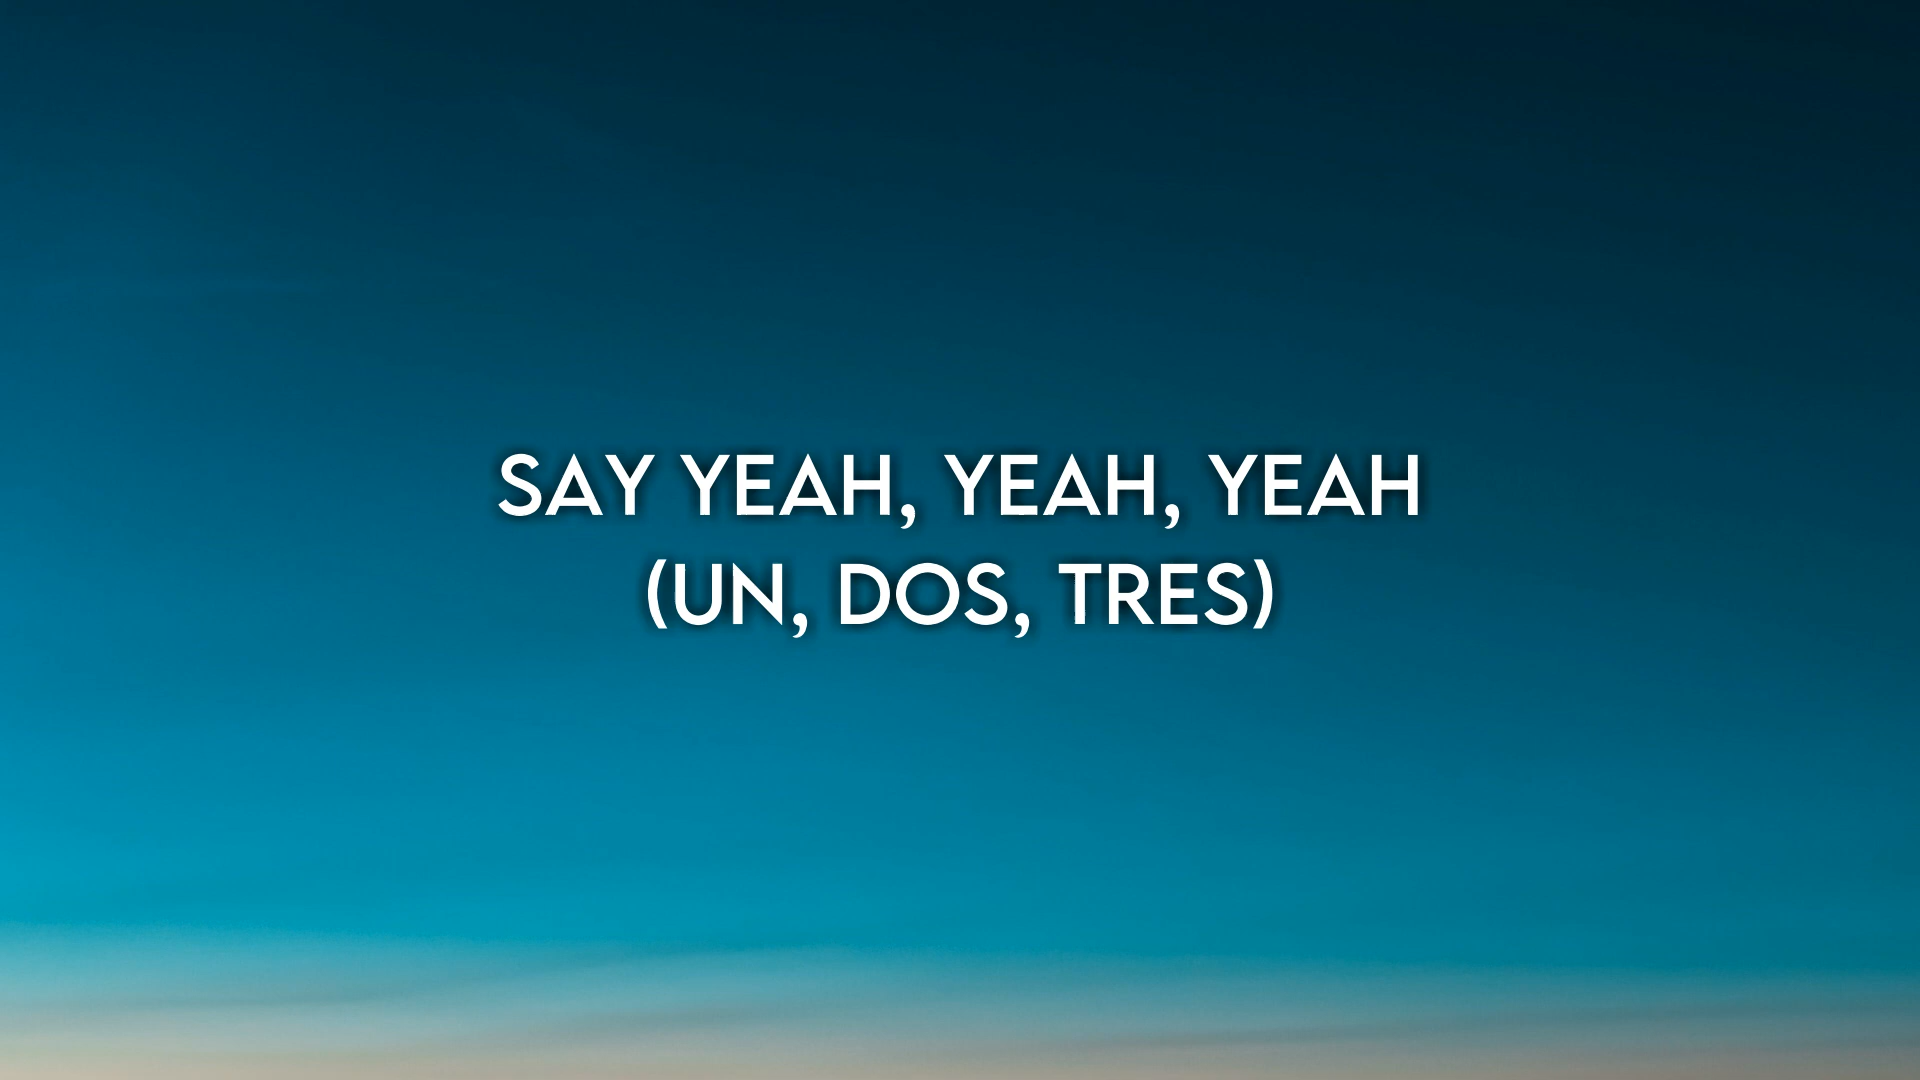 SAY YEAH, YEAH, YEAH
(UN, DOS, TRES)